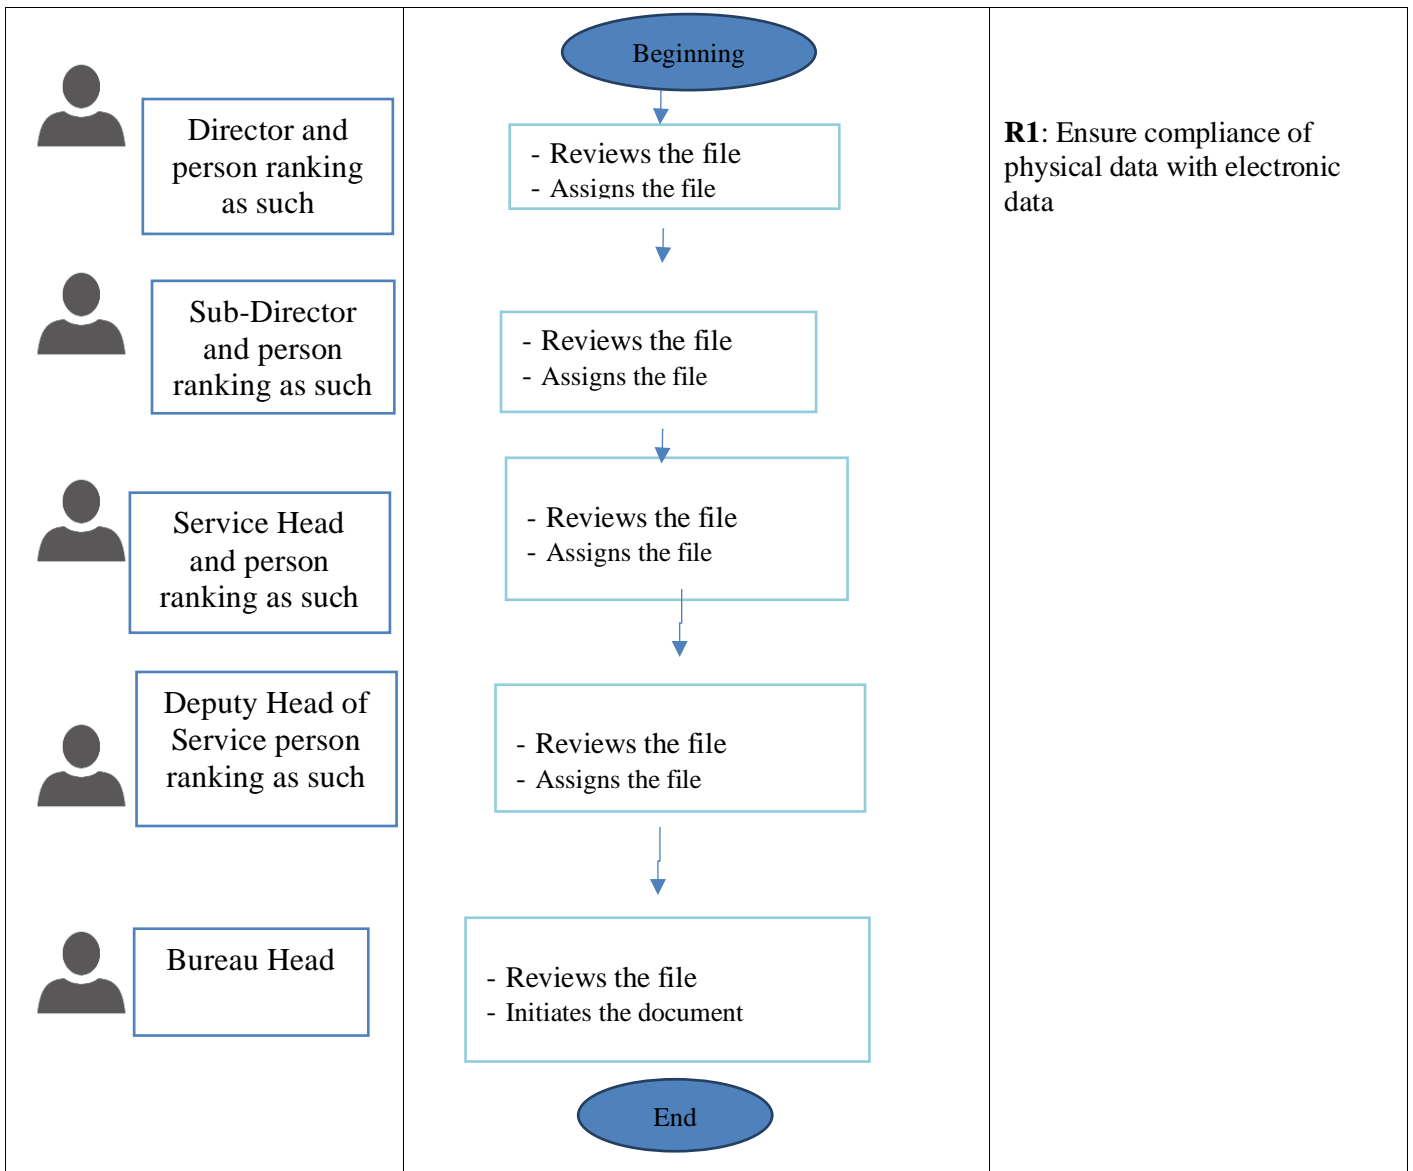 Beginning
Director and
person ranking
as such
- Reviews the file
- Assigns the file
R1: Ensure compliance of
physical data with electronic
data
Sub-Director
and person
ranking as such
- Reviews the file
- Assigns the file
Service Head
and person
ranking as such
- Reviews the file
- Assigns the file
Deputy Head of
Service person
ranking as such
- Reviews the file
- Assigns the file
Bureau Head
- Reviews the file
- Initiates the document
End